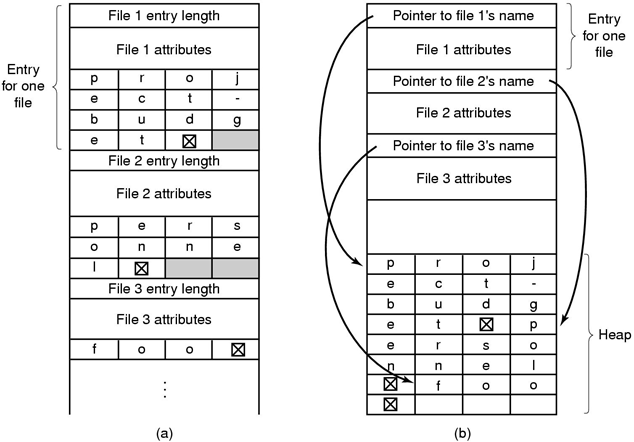 Entry
for one
file
File 1 entry length
File 1 attributes
p r o j
e c t -
b u d g
e t ☒
File 2 entry length
File 2 attributes
p e r s
o n n e
l ☒
File 3 entry length
File 3 attributes
f o o ☒
⋮
(a)
Pointer to file 1's name
File 1 attributes
Pointer to file 2's name
File 2 attributes
Pointer to file 3's name
File 3 attributes
Entry
for one
file
p r o j
e c t -
b u d g
e t ☒ p
e r s o
n n e l
☒ f o o
☒
Heap
(b)